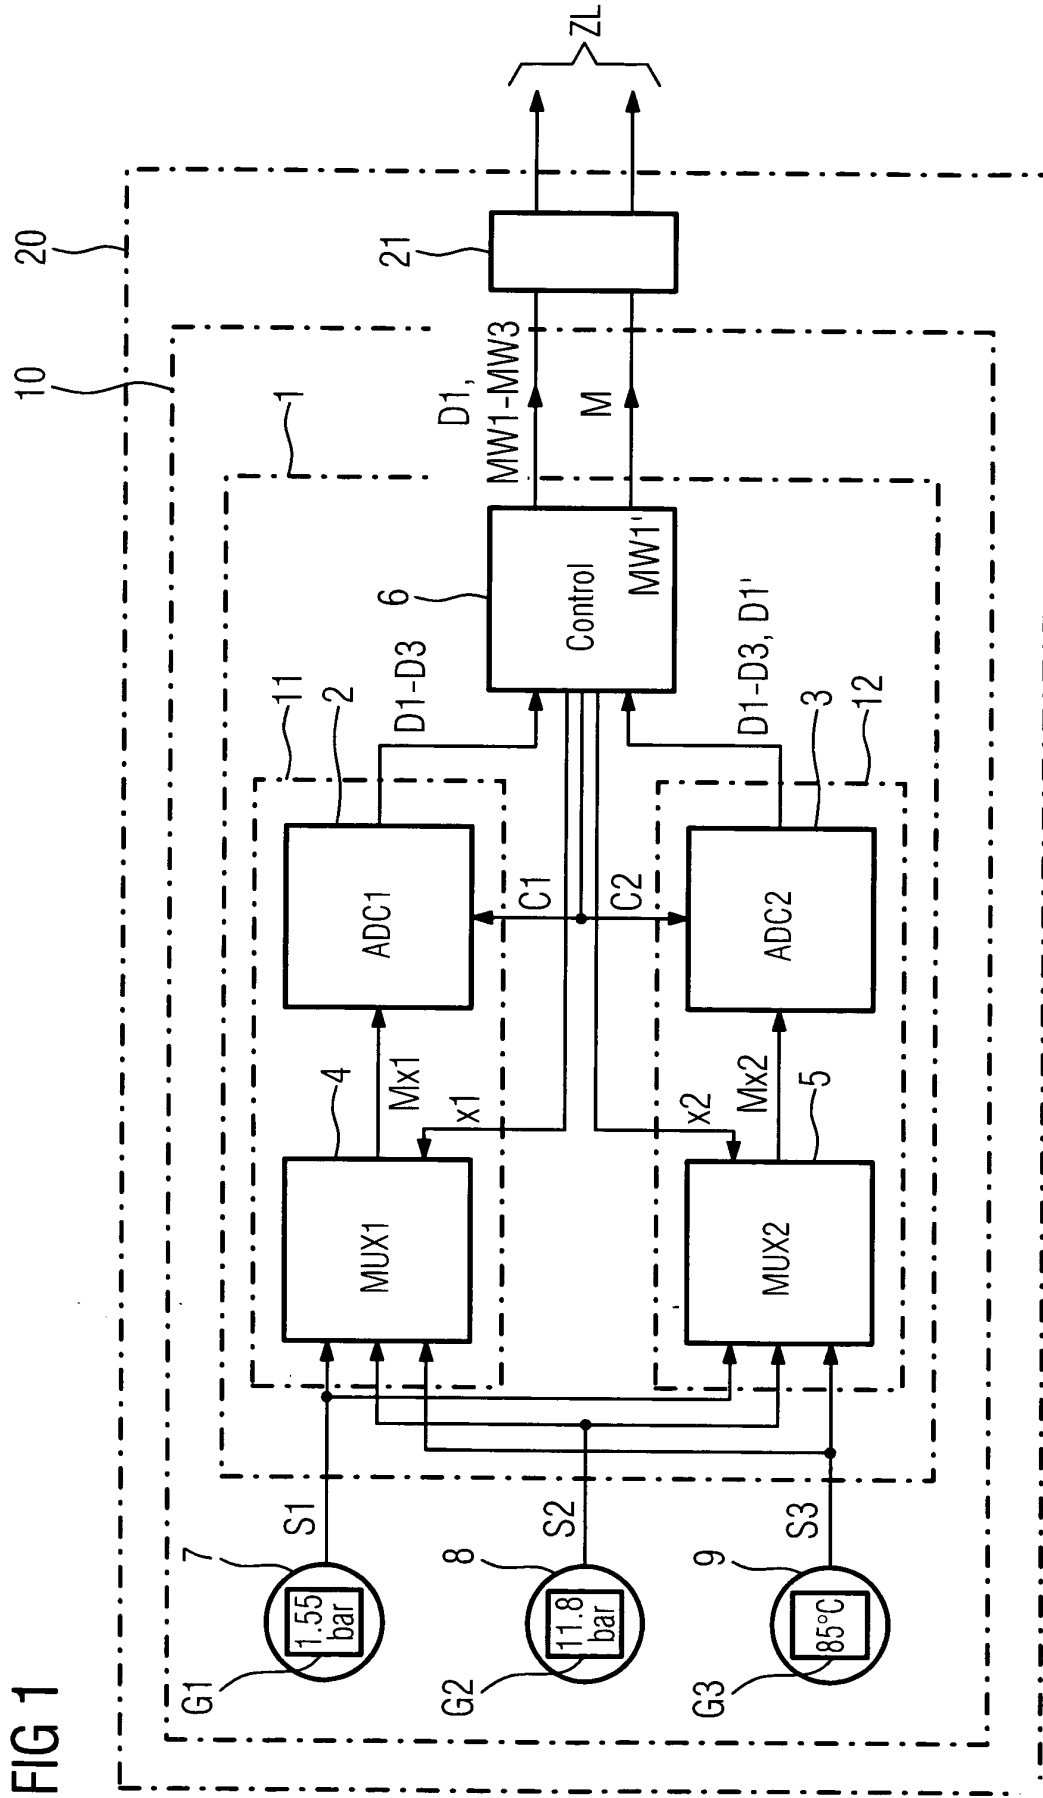 FIG 1
20
10
1
11
2
D1-D3
6
D1,
MW1-MW3
21
ZL
M
Control
MW1'
4
Mx1
x1
ADC1
C1
C2
MUX1
7
S1
G1
1.55
bar
8
S2
G2
11.8
bar
9
S3
G3
85°C
MUX2
x2
Mx2
5
ADC2
3
12
D1-D3, D1'